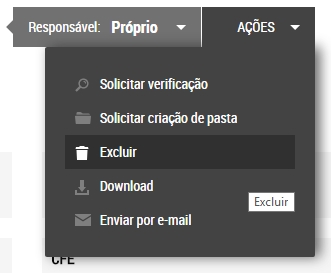 Responsável: Próprio
AÇÕES
Solicitar verificação
Solicitar criação de pasta
Excluir
Download
Excluir
Enviar por e-mail
CFE